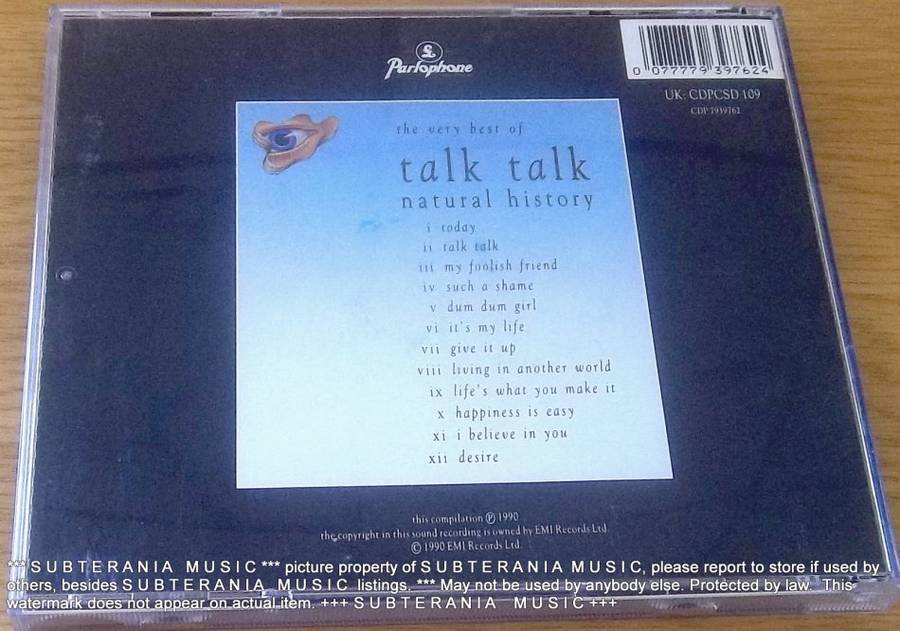 Parlophone
0 077779 397624
UK: CDPCSD 109
CDP 7939762
the very best of
talk talk
natural history
i today
ii talk talk
iii my foolish friend
iv such a shame
v dum dum girl
vi it's my life
vii give it up
viii living in another world
ix life's what you make it
x happiness is easy
xi i believe in you
xii desire
this compilation ℗ 1990
the copyright in this sound recording is owned by EMI Records Ltd.
© 1990 EMI Records Ltd.
*** S U B T E R A N I A M U S I C *** picture property of S U B T E R A N I A M U S I C, please report to store if used by
others, besides S U B T E R A N I A M U S I C listings. *** May not be used by anybody else. Protected by law. This
watermark does not appear on actual item. +++ S U B T E R A N I A M U S I C +++